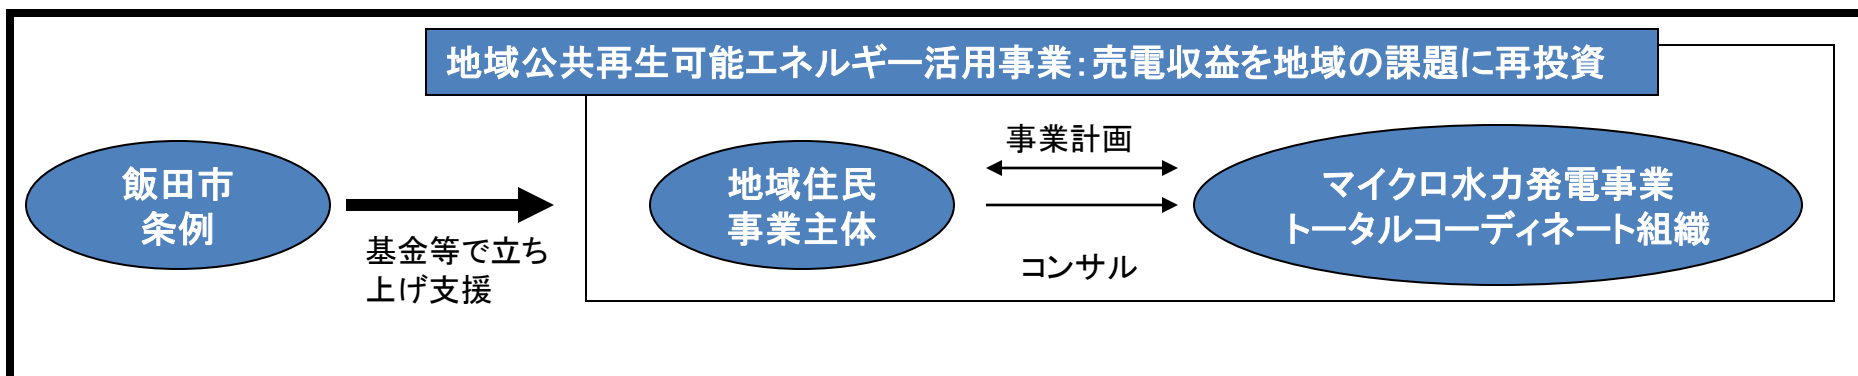 地域公共再生可能エネルギー活用事業：売電収益を地域の課題に再投資
飯田市
条例
基金等で立ち
上げ支援
地域住民
事業主体
事業計画
コンサル
マイクロ水力発電事業
トータルコーディネート組織